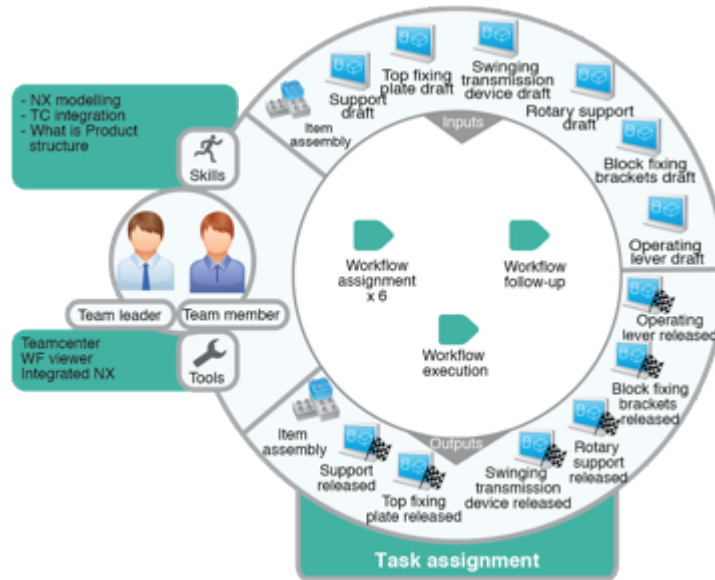 - NX modelling
- TC integration
- What is Product
structure
Skills
Team leader
Team member
Teamcenter
WF viewer
Integrated NX
Tools
Item
assembly
Support
draft
Top fixing
plate draft
Swinging
transmission
device draft
Rotary support
draft
Block fixing
brackets draft
Operating
lever draft
Inputs
Workflow
assignment
x 6
Workflow
follow-up
Workflow
execution
Outputs
Item
assembly
Support
released
Top fixing
plate released
Swinging
transmission
device released
Rotary
support released
Block fixing
brackets
released
Operating
lever released
Task assignment